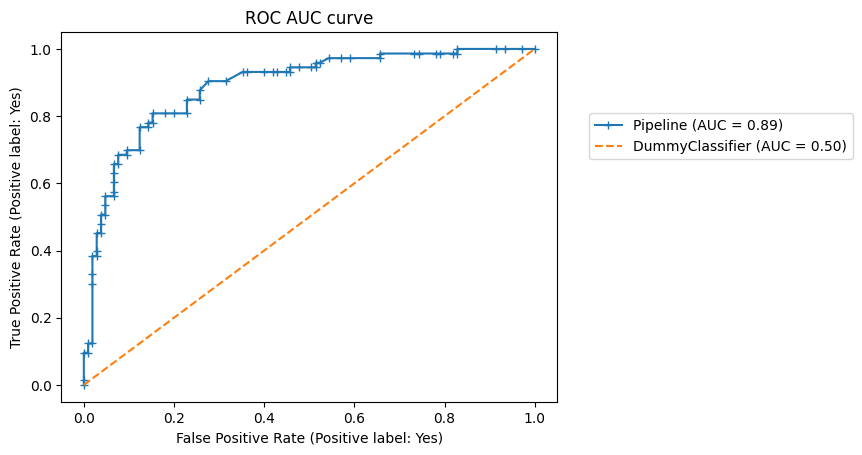 ROC AUC curve
True Positive Rate (Positive label: Yes)
1.0
0.8
0.6
0.4
0.2
0.0
0.0 0.2 0.4 0.6 0.8 1.0
False Positive Rate (Positive label: Yes)
Pipeline (AUC = 0.89)
DummyClassifier (AUC = 0.50)